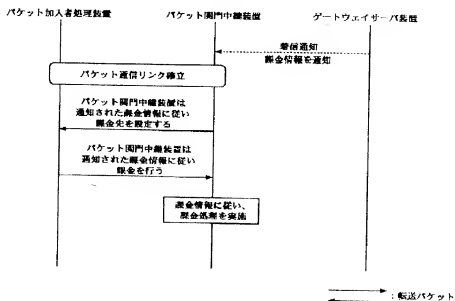 パケット加入者処理装置
パケット関門中継装置
ゲートウェイサーバ装置
着信通知
課金情報を通知
パケット通信リンク確立
パケット関門中継装置は
通知された課金情報に従い
課金先を設定する
パケット関門中継装置は
通知された課金情報に従い
課金を行う
課金情報に従い、
課金処理を実施
：転送パケット